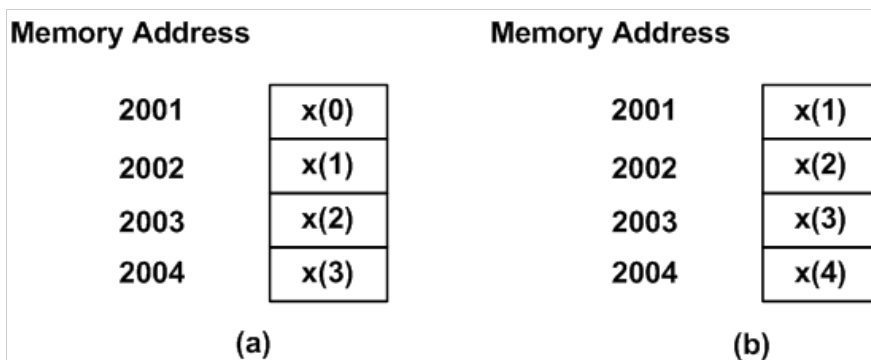 Memory Address Memory Address
2001 x(0) 2001 x(1)
2002 x(1) 2002 x(2)
2003 x(2) 2003 x(3)
2004 x(3) 2004 x(4)
(a) (b)